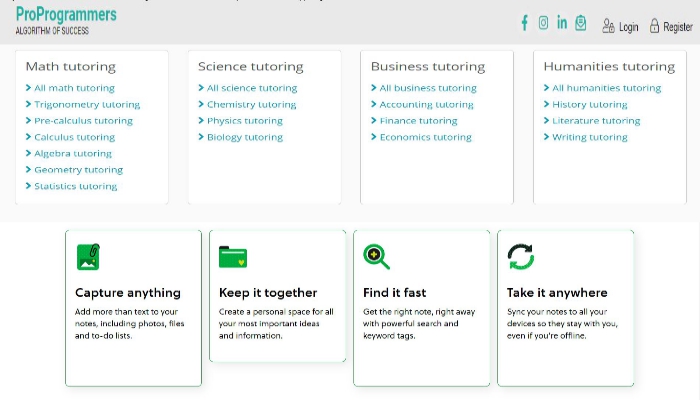 ProProgrammers
ALGORITHM OF SUCCESS
Login
Register
Math tutoring
All math tutoring
Trigonometry tutoring
Pre-calculus tutoring
Calculus tutoring
Algebra tutoring
Geometry tutoring
Statistics tutoring
Science tutoring
All science tutoring
Chemistry tutoring
Physics tutoring
Biology tutoring
Business tutoring
All business tutoring
Accounting tutoring
Finance tutoring
Economics tutoring
Humanities tutoring
All humanities tutoring
History tutoring
Literature tutoring
Writing tutoring
Capture anything
Add more than text to your
notes, including photos, files
and to-do lists.
Keep it together
Create a personal space for all
your most important ideas
and information.
Find it fast
Get the right note, right away
with powerful search and
keyword tags.
Take it anywhere
Sync your notes to all your
devices so they stay with you,
even if you're offline.